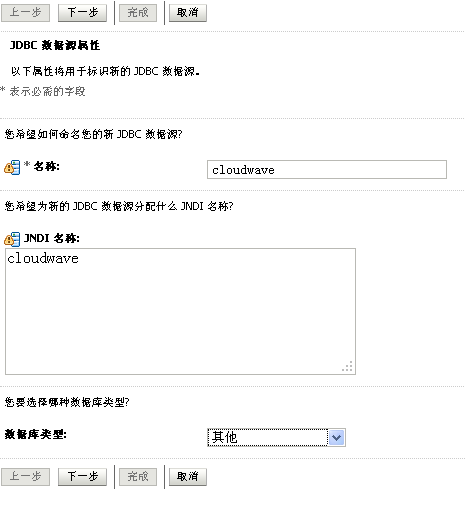 上一步 下一步 完成 取消
JDBC 数据源属性
以下属性将用于标识新的 JDBC 数据源。
* 表示必需的字段
您希望如何命名您的新 JDBC 数据源?
* 名称: cloudwave
您希望为新的 JDBC 数据源分配什么 JNDI 名称?
JNDI 名称:
cloudwave
您要选择哪种数据库类型?
数据库类型: 其他
上一步 下一步 完成 取消